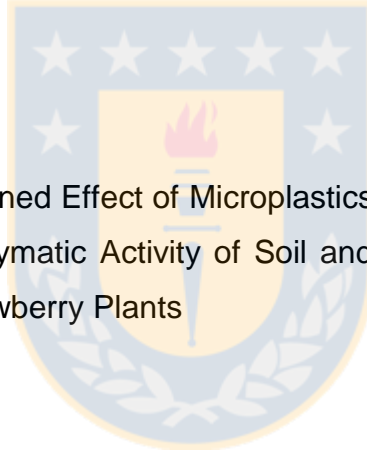 ned Effect of Microplastics
ymatic Activity of Soil and
wberry Plants